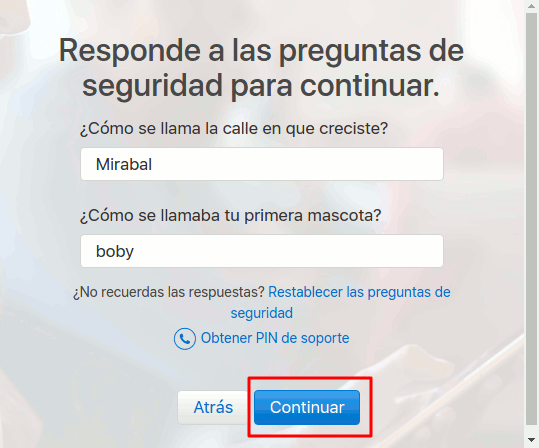 Responde a las preguntas de
seguridad para continuar.
¿Cómo se llama la calle en que creciste?
Mirabal
¿Cómo se llamaba tu primera mascota?
boby
¿No recuerdas las respuestas? Restablecer las preguntas de
seguridad
Obtener PIN de soporte
Atrás
Continuar